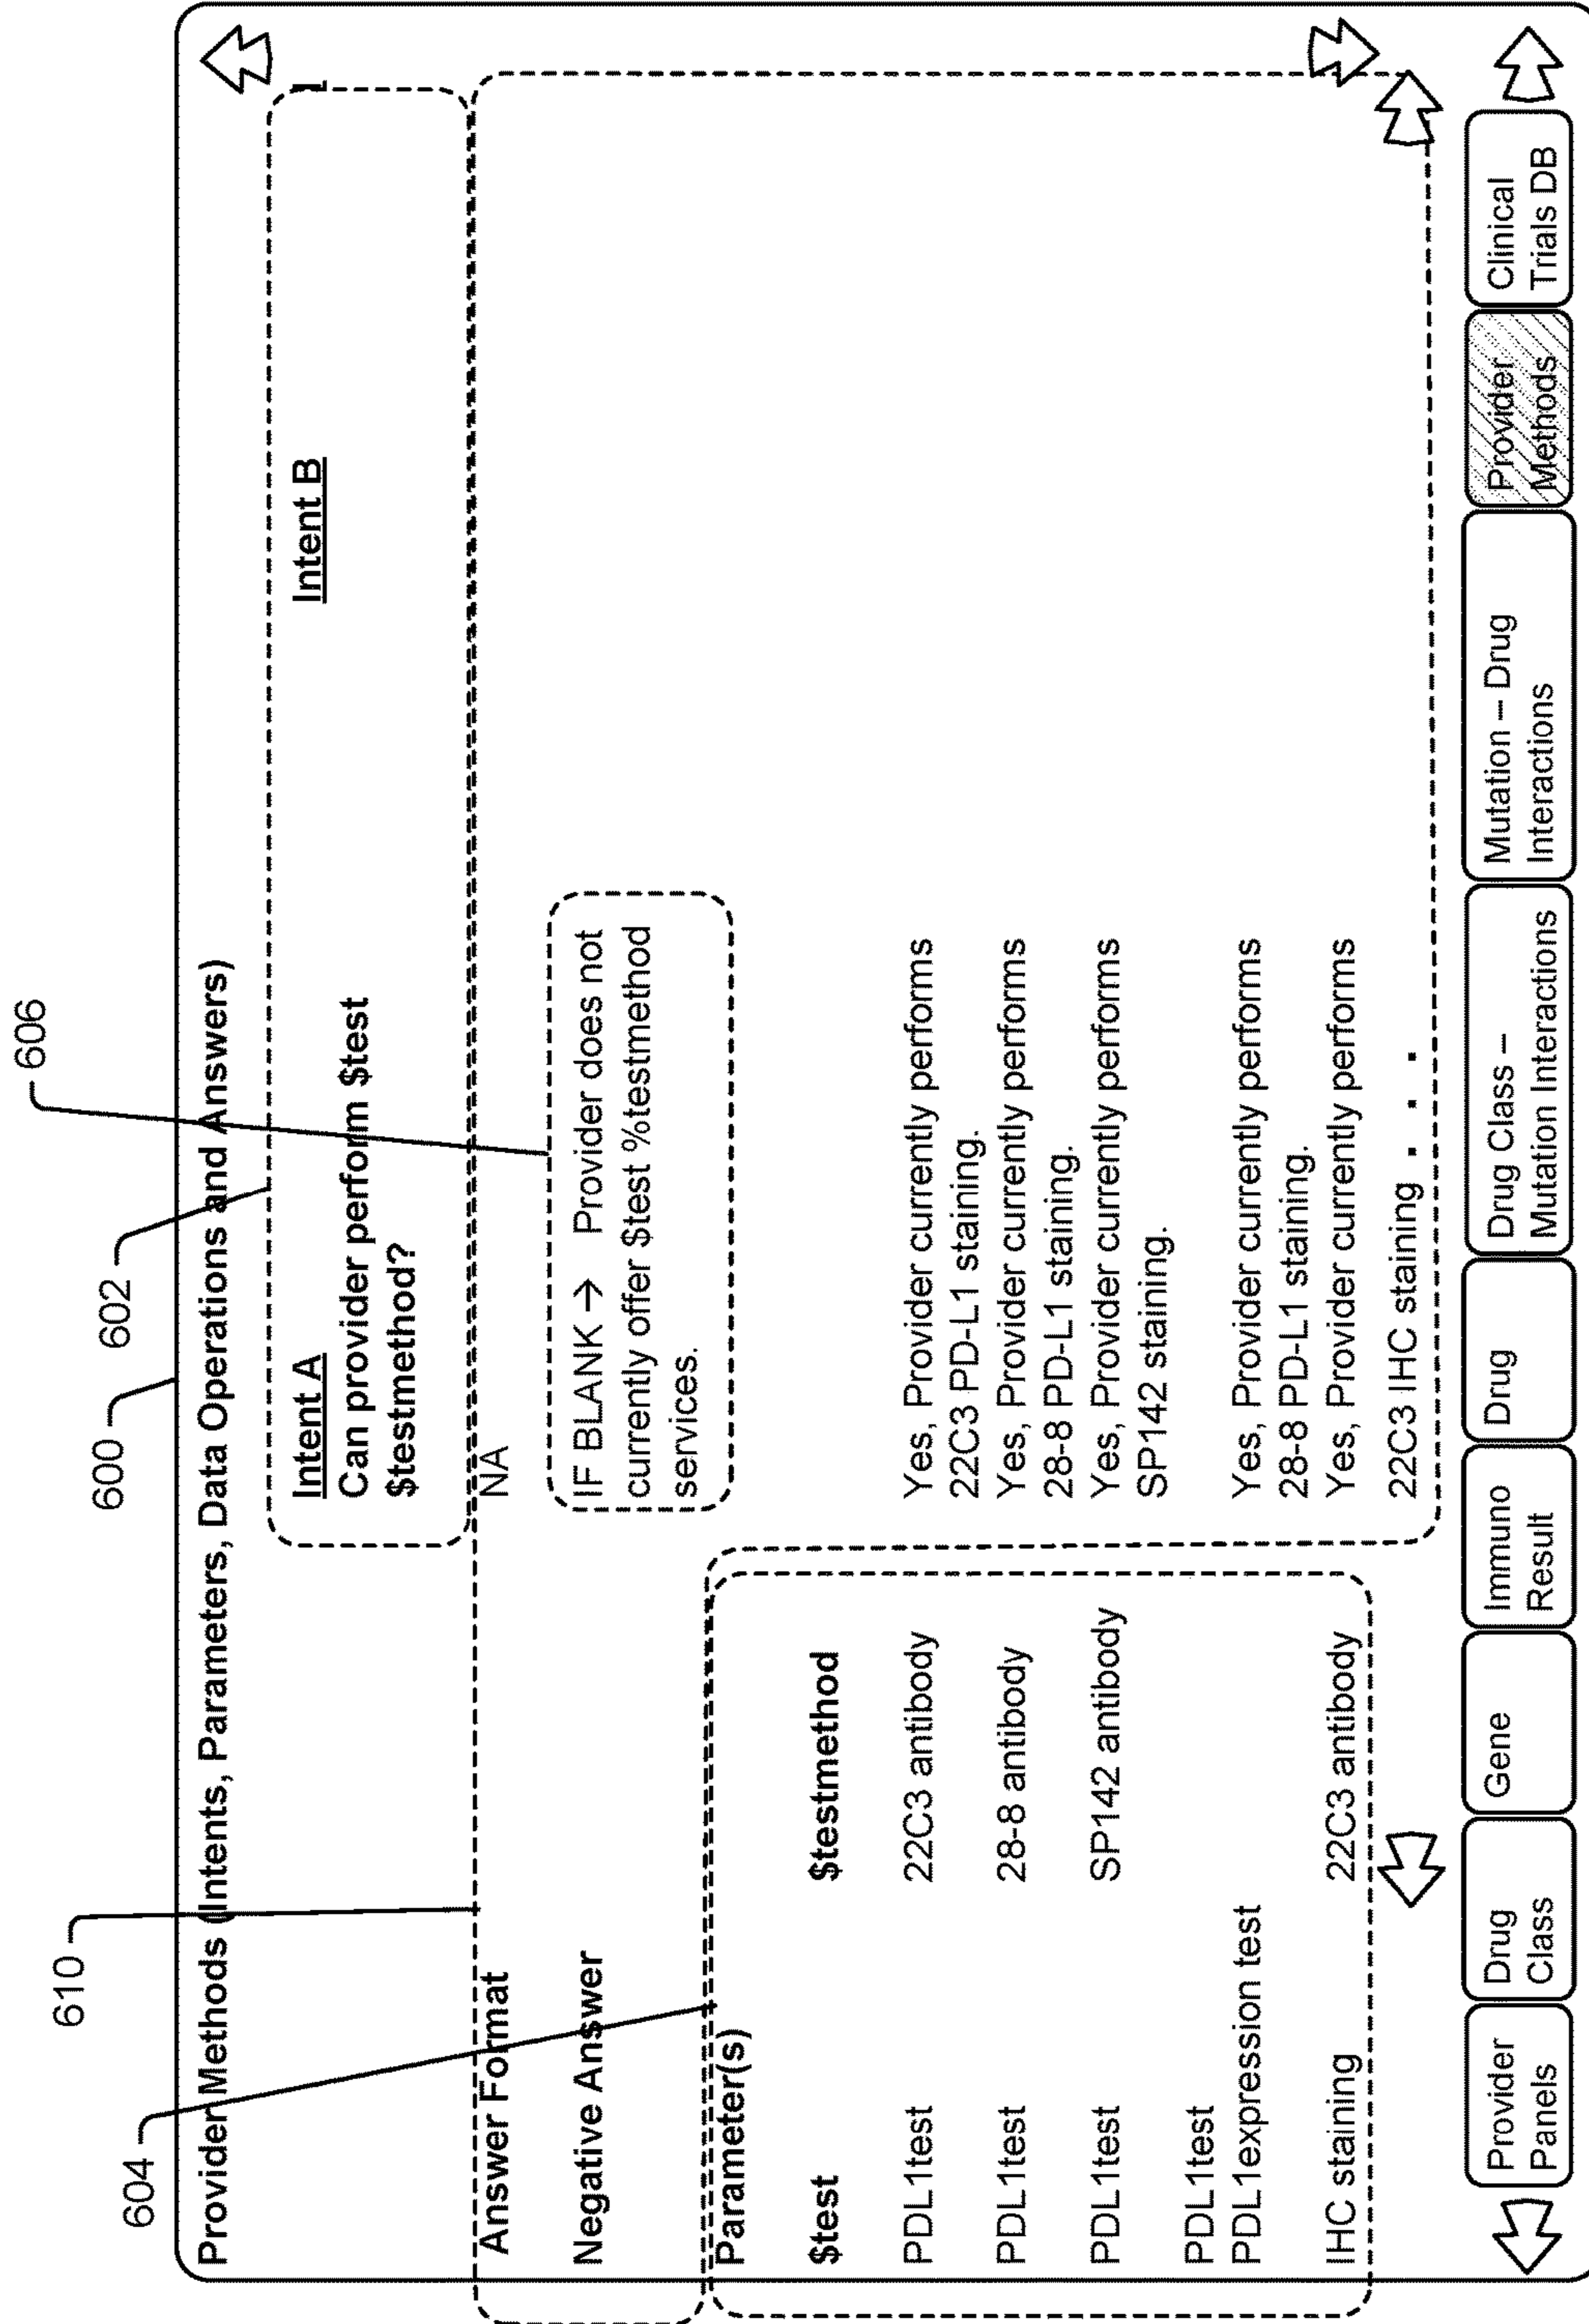 600
602
606
610
604
Provider Methods (Intents, Parameters, Data Operations and Answers)
Intent A
Intent B
Can provider perform $test
$testmethod?
Answer Format
NA
Negative Answer
IF BLANK → Provider does not
currently offer $test %testmethod
services.
Parameter(s)
$test $testmethod
PDL1test 22C3 antibody Yes, Provider currently performs
22C3 PD-L1 staining.
PDL1test 28-8 antibody Yes, Provider currently performs
28-8 PD-L1 staining.
PDL1test SP142 antibody Yes, Provider currently performs
SP142 staining.
PDL1test
PDL1expression test Yes, Provider currently performs
28-8 PD-L1 staining.
IHC staining 22C3 antibody Yes, Provider currently performs
22C3 IHC staining . . .
Provider
Panels
Drug
Class
Gene
Immuno
Result
Drug
Drug Class –
Mutation Interactions
Mutation – Drug
Interactions
Provider
Methods
Clinical
Trials DB